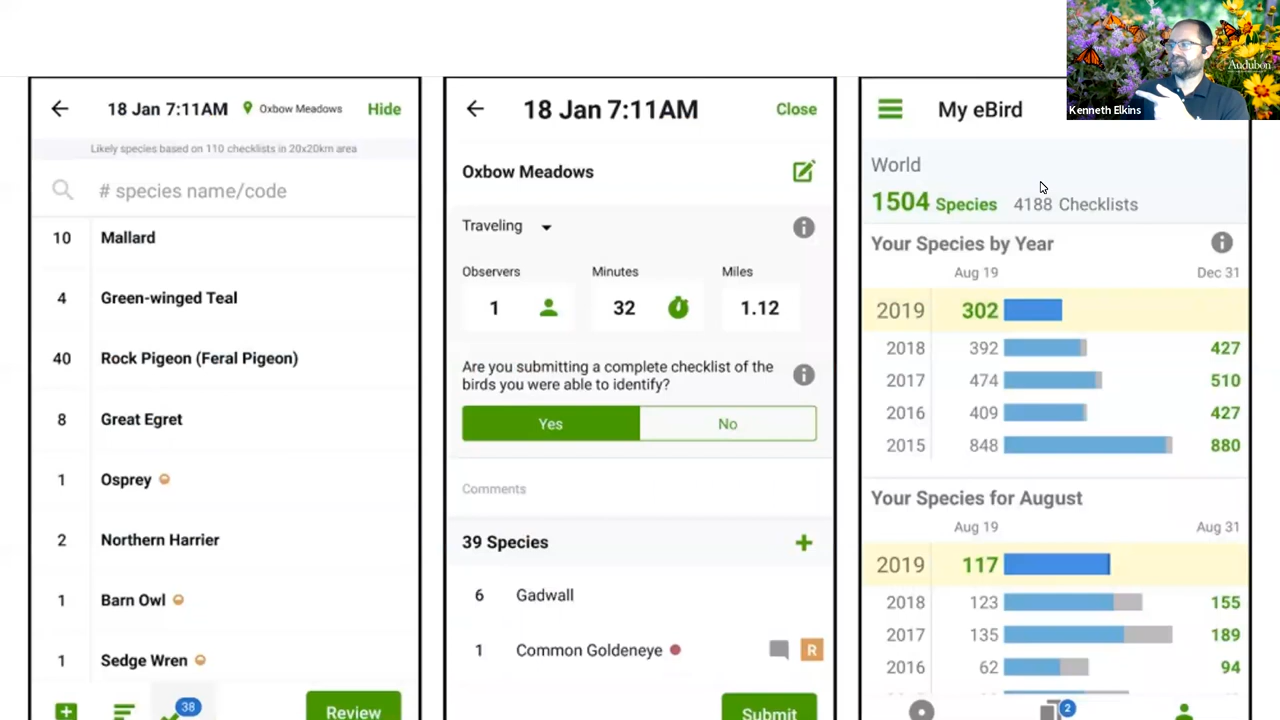 18 Jan 7:11AM Oxbow Meadows Hide
Likely species based on 110 checklists in 20x20km area
# species name/code
10 Mallard
4 Green-winged Teal
40 Rock Pigeon (Feral Pigeon)
8 Great Egret
1 Osprey
2 Northern Harrier
1 Barn Owl
1 Sedge Wren
38
Review
18 Jan 7:11AM Close
Oxbow Meadows
Traveling
Observers Minutes Miles
1 32 1.12
Are you submitting a complete checklist of the
birds you were able to identify?
Yes No
Comments
39 Species
6 Gadwall
1 Common Goldeneye R
Submit
My eBird
World
1504 Species 4188 Checklists
Your Species by Year
Aug 19 Dec 31
2019 302
2018 392 427
2017 474 510
2016 409 427
2015 848 880
Your Species for August
Aug 19 Aug 31
2019 117
2018 123 155
2017 135 189
2016 62 94
2
Audubon
Kenneth Elkins